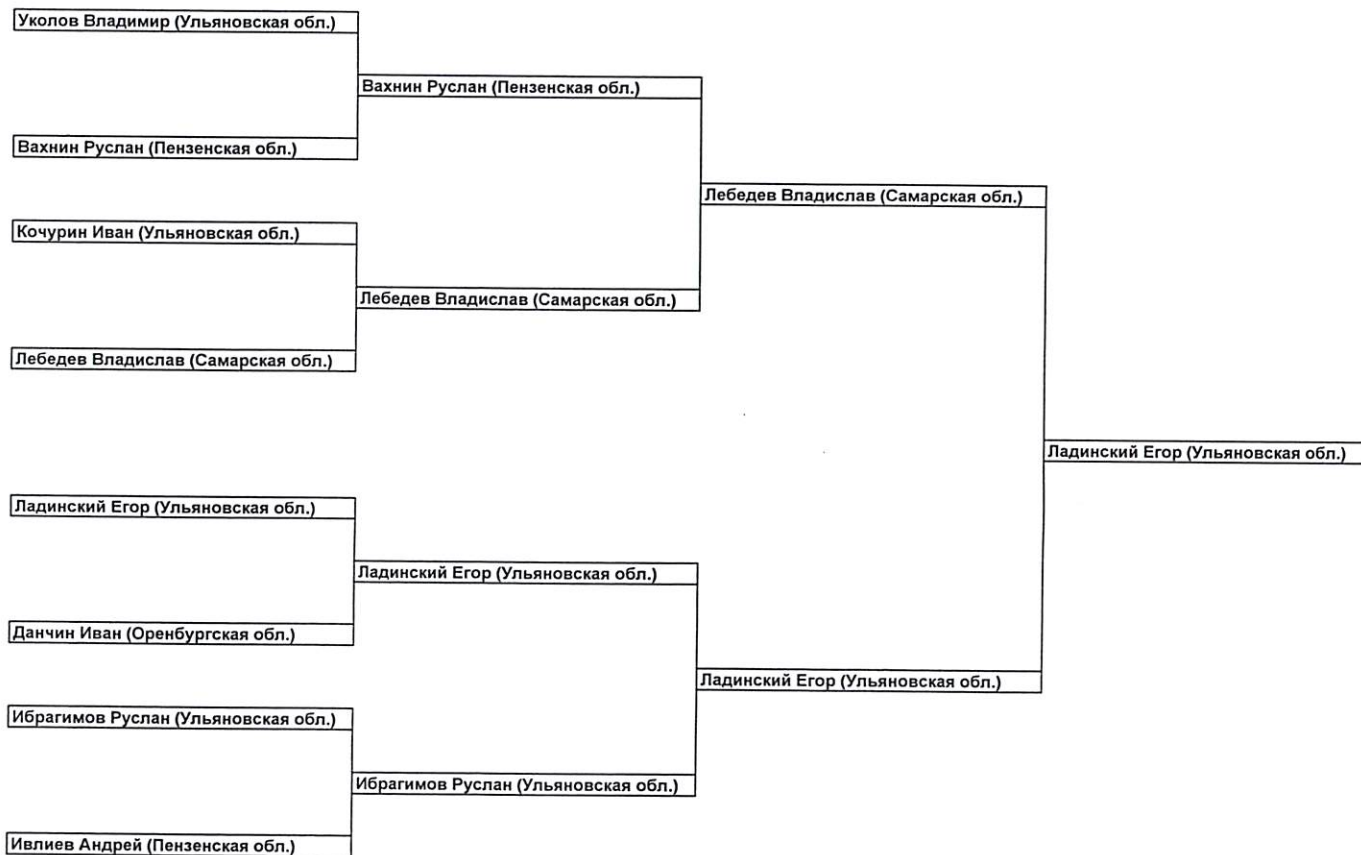 Уколов Владимир (Ульяновская обл.)
Вахнин Руслан (Пензенская обл.)
Вахнин Руслан (Пензенская обл.)
Лебедев Владислав (Самарская обл.)
Кочурин Иван (Ульяновская обл.)
Лебедев Владислав (Самарская обл.)
Лебедев Владислав (Самарская обл.)
Ладинский Егор (Ульяновская обл.)
Ладинский Егор (Ульяновская обл.)
Ладинский Егор (Ульяновская обл.)
Данчин Иван (Оренбургская обл.)
Ладинский Егор (Ульяновская обл.)
Ибрагимов Руслан (Ульяновская обл.)
Ибрагимов Руслан (Ульяновская обл.)
Ивлиев Андрей (Пензенская обл.)